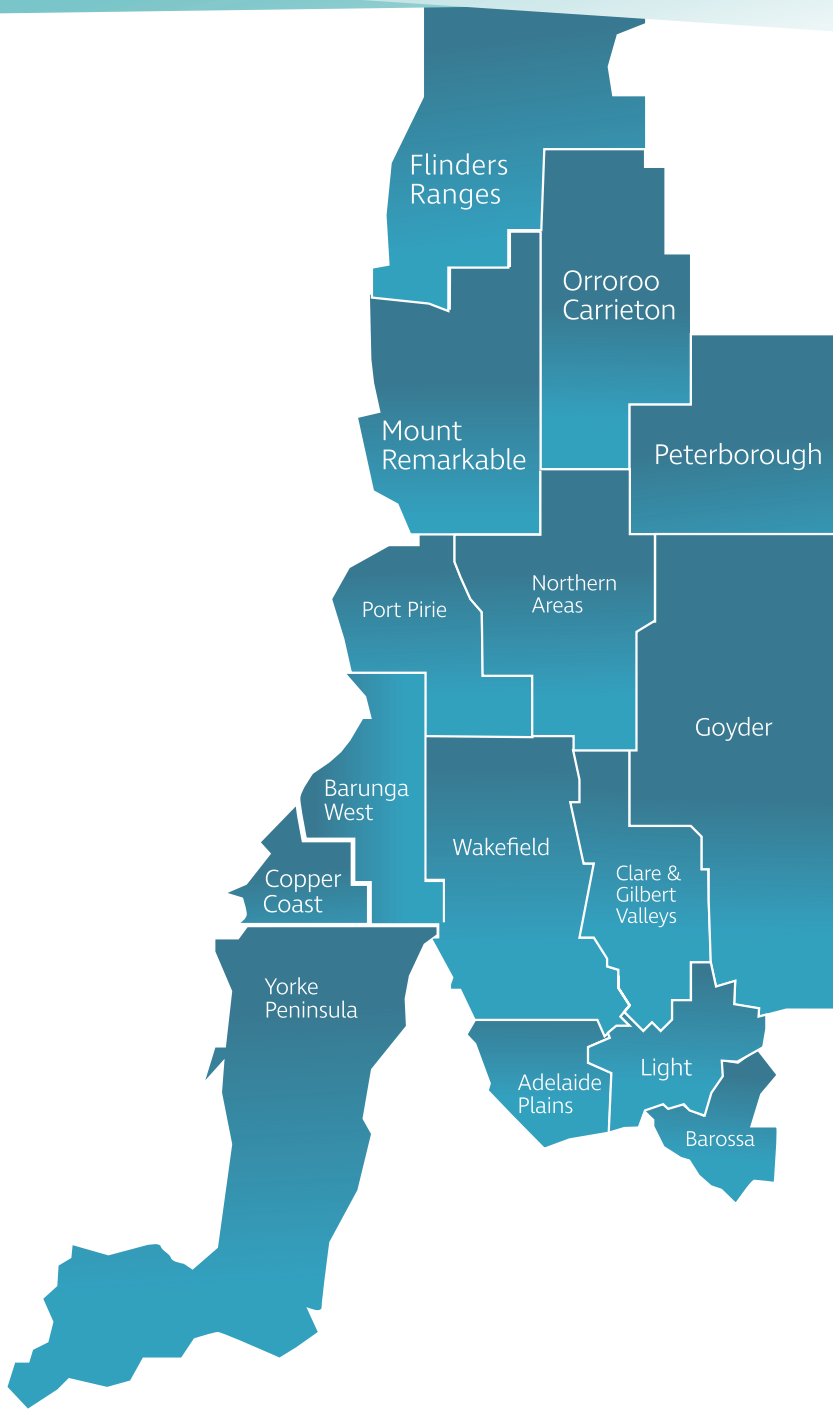 Flinders
Ranges
Orroroo
Carrieton
Mount
Remarkable
Peterborough
Northern
Areas
Port Pirie
Goyder
Barunga
West
Wakefield
Copper
Coast
Clare &
Gilbert
Valleys
Yorke
Peninsula
Light
Adelaide
Plains
Barossa